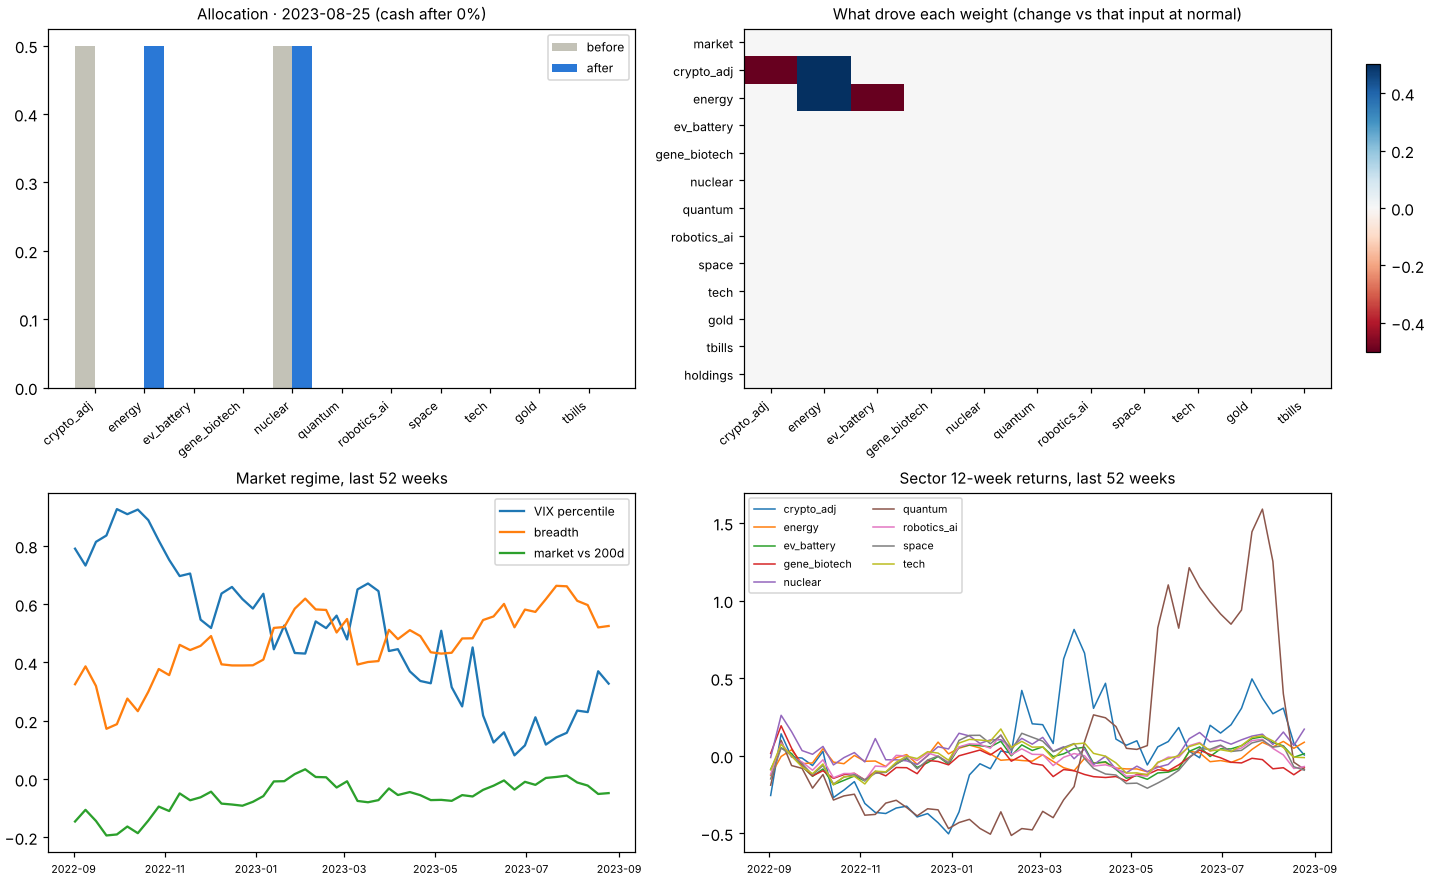 Allocation · 2023-08-25 (cash after 0%)
before
after
0.5
0.4
0.3
0.2
0.1
0.0
crypto_adj
energy
ev_battery
gene_biotech
nuclear
quantum
robotics_ai
space
tech
gold
tbills
What drove each weight (change vs that input at normal)
market
crypto_adj
energy
ev_battery
gene_biotech
nuclear
quantum
robotics_ai
space
tech
gold
tbills
holdings
crypto_adj
energy
ev_battery
gene_biotech
nuclear
quantum
robotics_ai
space
tech
gold
tbills
0.4
0.2
0.0
−0.2
−0.4
Market regime, last 52 weeks
VIX percentile
breadth
market vs 200d
0.8
0.6
0.4
0.2
0.0
−0.2
2022-09
2022-11
2023-01
2023-03
2023-05
2023-07
2023-09
Sector 12-week returns, last 52 weeks
crypto_adj
energy
ev_battery
gene_biotech
nuclear
quantum
robotics_ai
space
tech
1.5
1.0
0.5
0.0
−0.5
2022-09
2022-11
2023-01
2023-03
2023-05
2023-07
2023-09